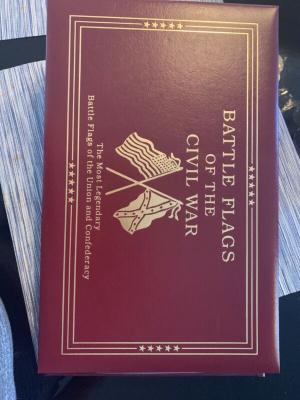 BATTLE FLAGS
OF THE
CIVIL WAR
The Most Legendary
Battle Flags of the Union and Confederacy